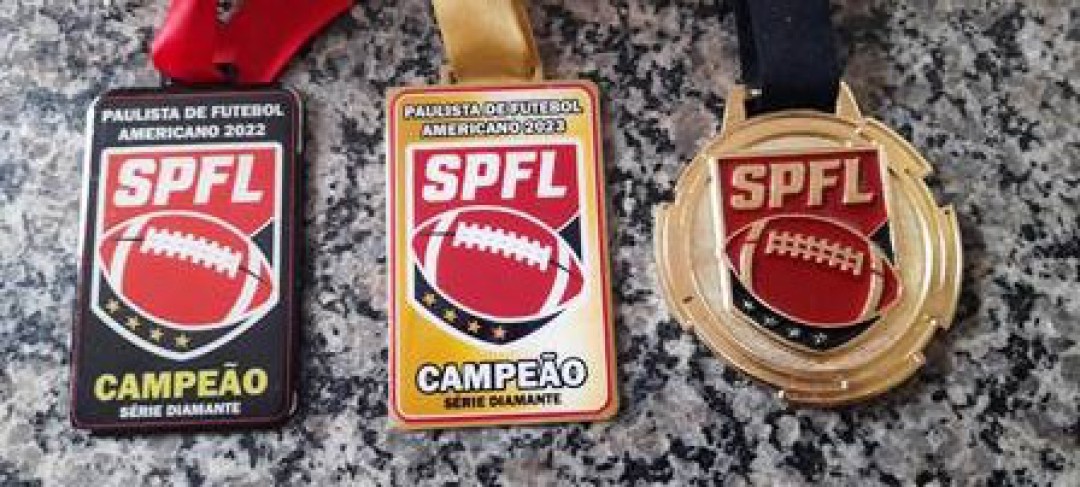 PAULISTA DE FUTEBOL
AMERICANO 2022
SPFL
CAMPEÃO
SÉRIE DIAMANTE
PAULISTA DE FUTEBOL
AMERICANO 2023
SPFL
CAMPEÃO
SÉRIE DIAMANTE
SPFL